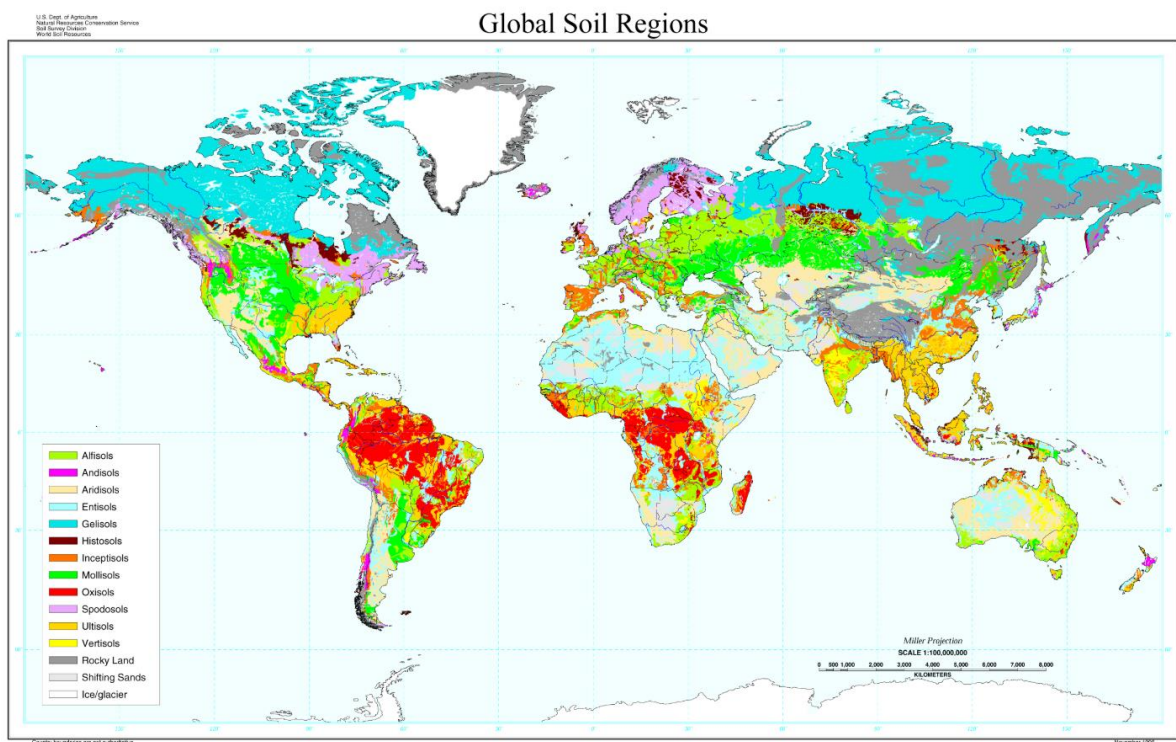 U.S. Dept. of Agriculture
Natural Resources Conservation Service
Soil Survey Division
World Soil Resources
Global Soil Regions
Alfisols
Andisols
Aridisols
Entisols
Gelisols
Histosols
Inceptisols
Mollisols
Oxisols
Spodosols
Ultisols
Vertisols
Rocky Land
Shifting Sands
Ice/glacier
Miller Projection
SCALE 1:100,000,000
0 500 1,000 2,000 3,000 4,000 5,000 6,000 7,000 8,000
KILOMETERS